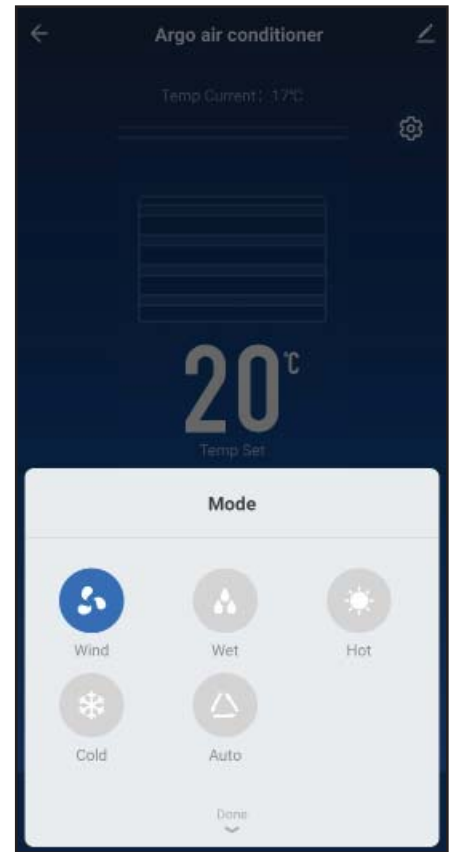 Argo air conditioner
Temp Current: 17°C
20°C
Temp Set
Mode
Wind Wet Hot
Cold Auto
Done